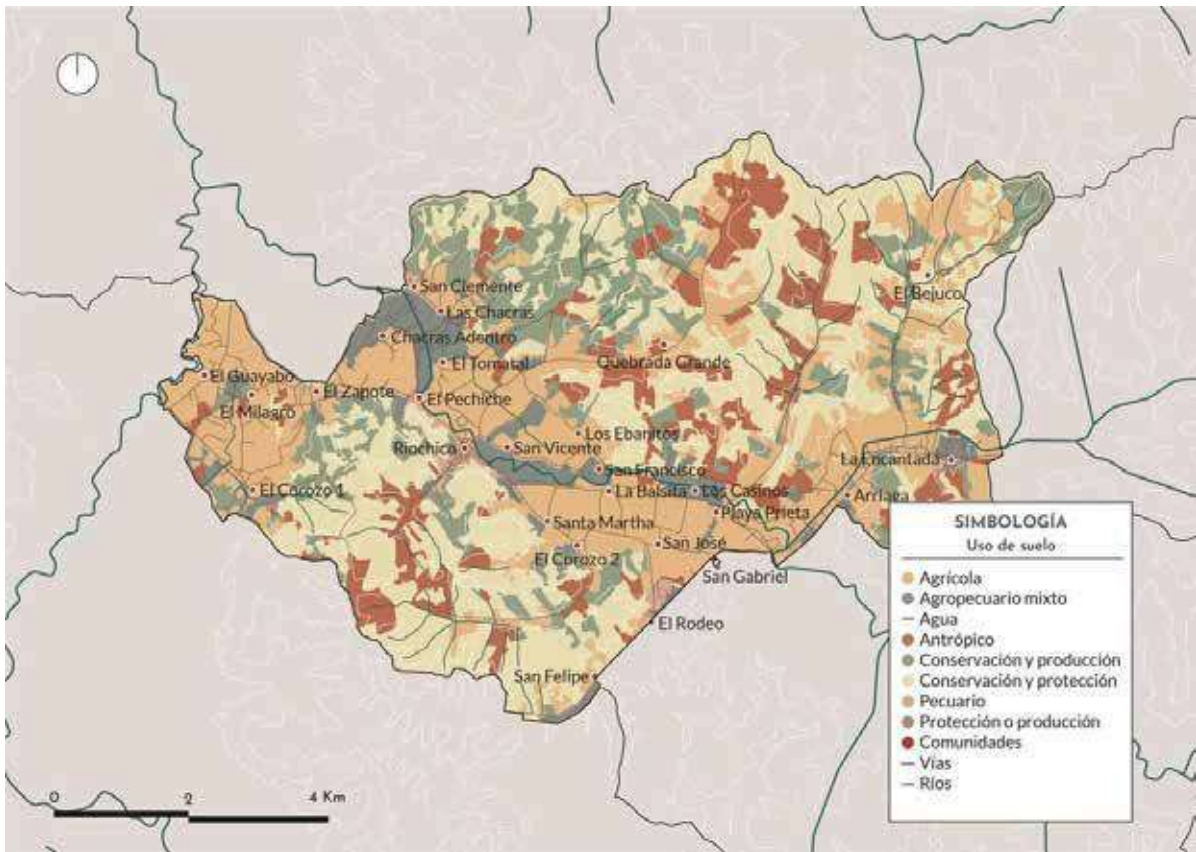 San Clemente
Las Chacras
Chacras Adentro
El Bejuco
El Tomatal
Quebrada Grande
El Guayabo
El Zapote
El Pechiche
El Milagro
Los Ebanitos
Riochico
San Vicente
La Encantada
San Francisco
El Corozo 1
La Balsita
Los Casinos
Arriaga
Playa Prieta
Santa Martha
San José
El Corozo 2
San Gabriel
El Rodeo
San Felipe
SIMBOLOGÍA
Uso de suelo
Agrícola
Agropecuario mixto
Agua
Antrópico
Conservación y producción
Conservación y protección
Pecuario
Protección o producción
Comunidades
Vías
Ríos
0 2 4 Km